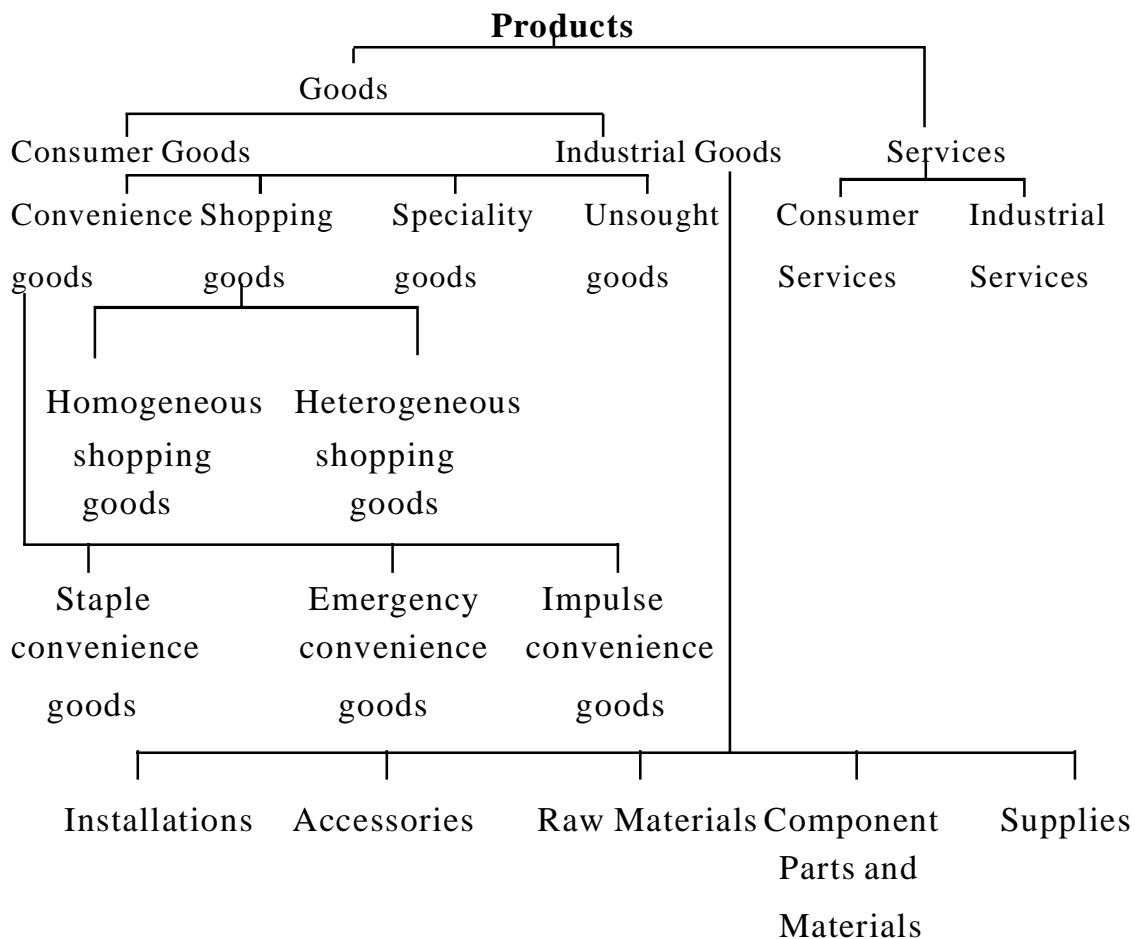 Products
Goods
Consumer Goods Industrial Goods Services
Convenience Shopping Speciality Unsought Consumer Industrial
goods goods goods goods Services Services
Homogeneous Heterogeneous
shopping shopping
goods goods
Staple Emergency Impulse
convenience convenience convenience
goods goods goods
Installations Accessories Raw Materials Component Supplies
Parts and
Materials